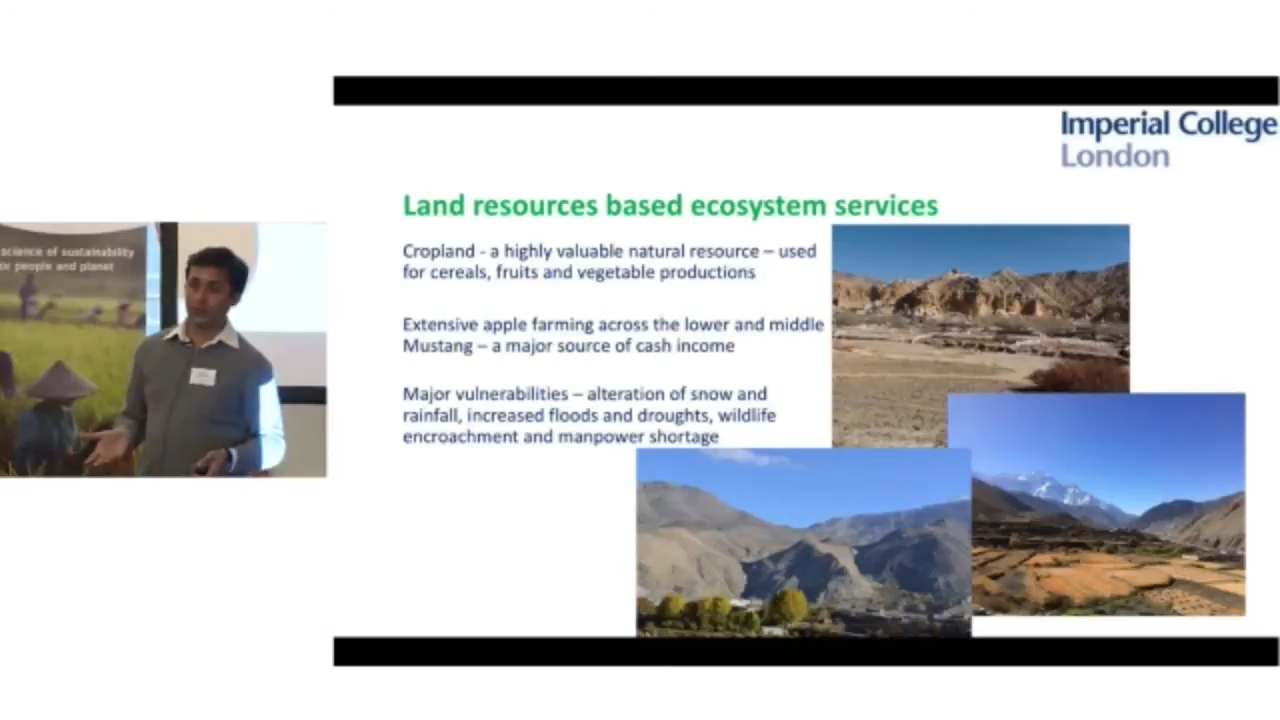 Imperial College
London
Land resources based ecosystem services
Cropland - a highly valuable natural resource – used
for cereals, fruits and vegetable productions
Extensive apple farming across the lower and middle
Mustang – a major source of cash income
Major vulnerabilities – alteration of snow and
rainfall, increased floods and droughts, wildlife
encroachment and manpower shortage
science of sustainability
or people and planet